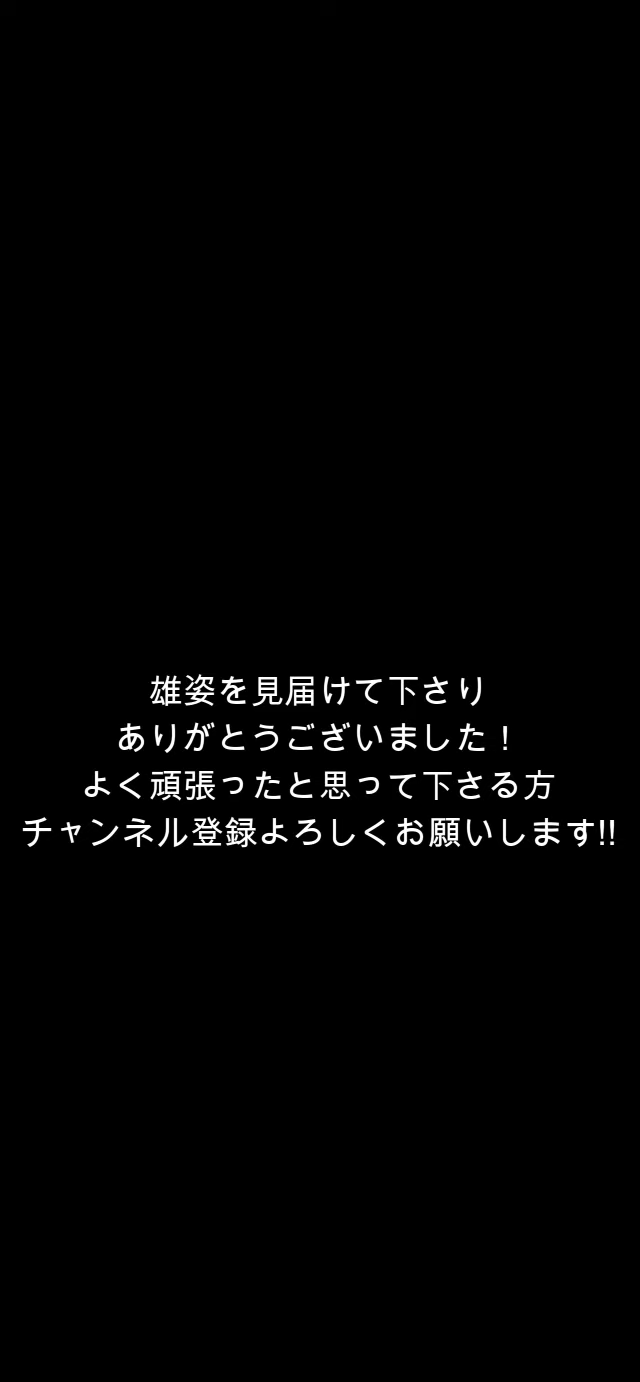 雄姿を見届けて下さり
ありがとうございました！
よく頑張ったと思って下さる方
チャンネル登録よろしくお願いします!!